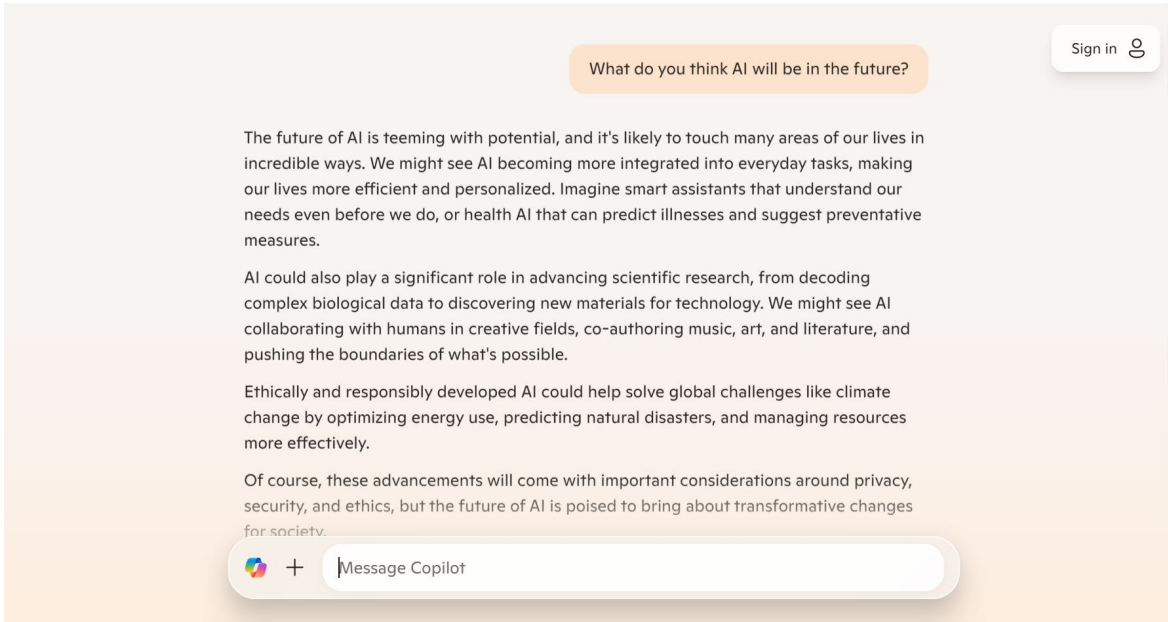 Sign in
What do you think AI will be in the future?
The future of AI is teeming with potential, and it's likely to touch many areas of our lives in
incredible ways. We might see AI becoming more integrated into everyday tasks, making
our lives more efficient and personalized. Imagine smart assistants that understand our
needs even before we do, or health AI that can predict illnesses and suggest preventative
measures.
AI could also play a significant role in advancing scientific research, from decoding
complex biological data to discovering new materials for technology. We might see AI
collaborating with humans in creative fields, co-authoring music, art, and literature, and
pushing the boundaries of what's possible.
Ethically and responsibly developed AI could help solve global challenges like climate
change by optimizing energy use, predicting natural disasters, and managing resources
more effectively.
Of course, these advancements will come with important considerations around privacy,
security, and ethics, but the future of AI is poised to bring about transformative changes
for society.
Message Copilot